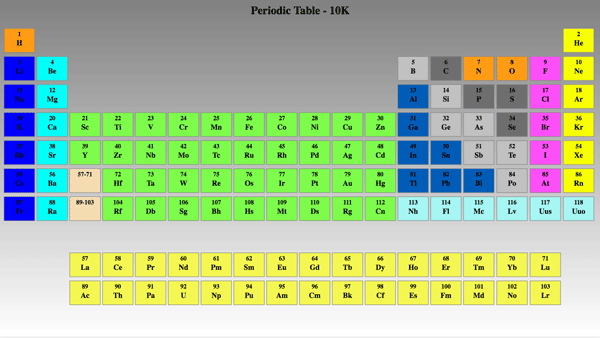 Periodic Table - 10K
1 2
H He
4 5 6 7 8 9 10
Be B C N O F Ne
12 13 14 15 16 17 18
Mg Al Si P S Cl Ar
20 21 22 23 24 25 26 27 28 29 30 31 32 33 34 35 36
Ca Sc Ti V Cr Mn Fe Co Ni Cu Zn Ga Ge As Se Br Kr
38 39 40 41 42 43 44 45 46 47 48 49 50 51 52 53 54
Sr Y Zr Nb Mo Tc Ru Rh Pd Ag Cd In Sn Sb Te I Xe
56 57-71 72 73 74 75 76 77 78 79 80 81 82 83 84 85 86
Ba Hf Ta W Re Os Ir Pt Au Hg Tl Pb Bi Po At Rn
88 89-103 104 105 106 107 108 109 110 111 112 113 114 115 116 117 118
Ra Rf Db Sg Bh Hs Mt Ds Rg Cn Nh Fl Mc Lv Uus Uuo
57 58 59 60 61 62 63 64 65 66 67 68 69 70 71
La Ce Pr Nd Pm Sm Eu Gd Tb Dy Ho Er Tm Yb Lu
89 90 91 92 93 94 95 96 97 98 99 100 101 102 103
Ac Th Pa U Np Pu Am Cm Bk Cf Es Fm Md No Lr